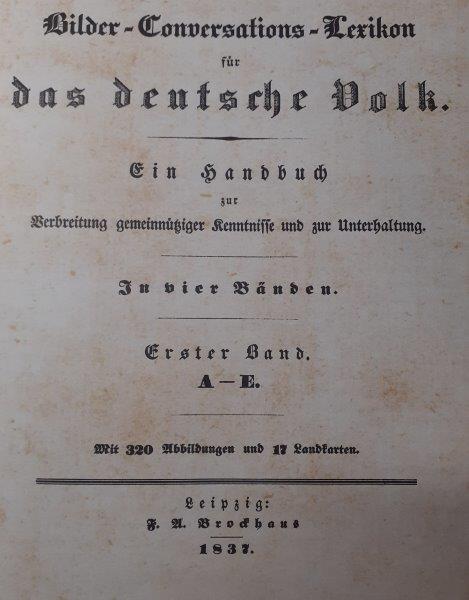 Bilder-Conversations-Lexikon
für
das deutsche Volk.
Ein Handbuch
zur
Verbreitung gemeinnütziger Kenntnisse und zur Unterhaltung.
In vier Bänden.
Erster Band.
A–E.
Mit 320 Abbildungen und 17 Landkarten.
Leipzig:
F. A. Brockhaus
1837.